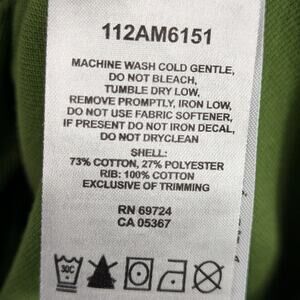 112AM6151
MACHINE WASH COLD GENTLE,
DO NOT BLEACH,
TUMBLE DRY LOW,
REMOVE PROMPTLY, IRON LOW,
DO NOT USE FABRIC SOFTENER,
IF PRESENT DO NOT IRON DECAL,
DO NOT DRYCLEAN
SHELL:
73% COTTON, 27% POLYESTER
RIB: 100% COTTON
EXCLUSIVE OF TRIMMING
RN 69724
CA 05367
30C